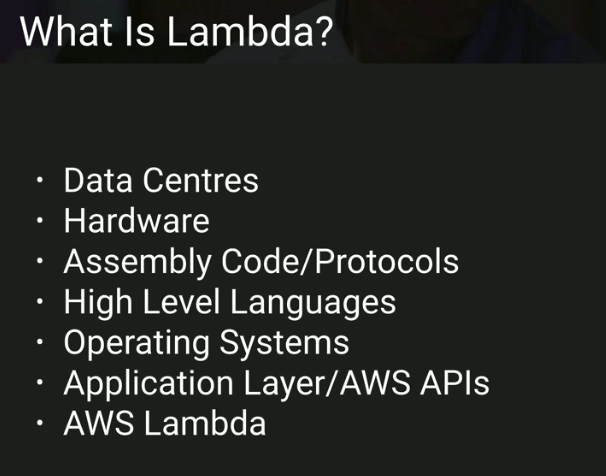 What Is Lambda?
• Data Centres
• Hardware
• Assembly Code/Protocols
• High Level Languages
• Operating Systems
• Application Layer/AWS APIs
• AWS Lambda